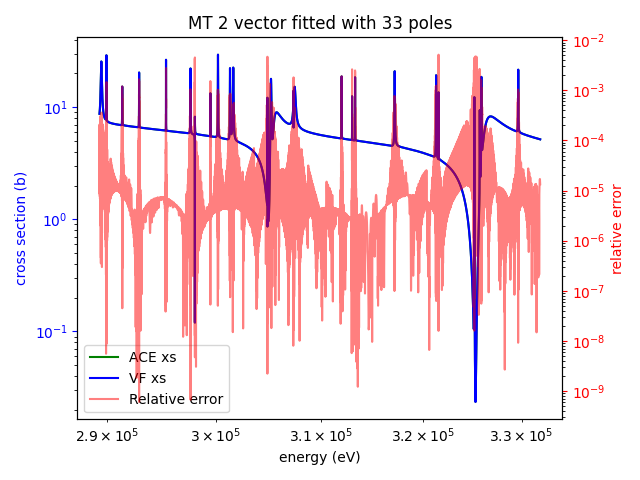 MT 2 vector fitted with 33 poles
10¹
10⁰
10⁻¹
cross section (b)
10⁻²
10⁻³
10⁻⁴
10⁻⁵
10⁻⁶
10⁻⁷
10⁻⁸
10⁻⁹
relative error
ACE xs
VF xs
Relative error
2.9 × 10⁵ 3 × 10⁵ 3.1 × 10⁵ 3.2 × 10⁵ 3.3 × 10⁵
energy (eV)